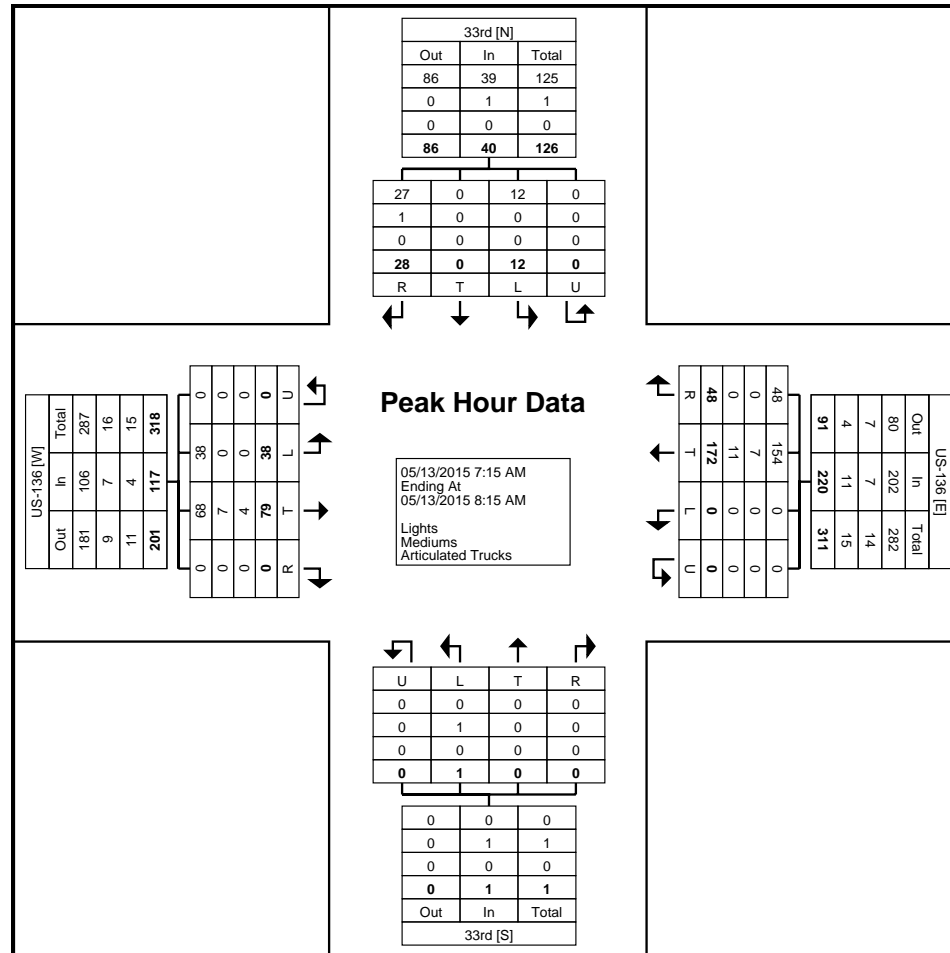 33rd [N]
Out In Total
86 39 125
0 1 1
0 0 0
86 40 126
27 0 12 0
1 0 0 0
0 0 0 0
28 0 12 0
R T L U
US-136 [W]
Total In Out
287 106 181
16 7 9
15 4 11
318 117 201
0 0 0 0 U
38 0 0 38 L
68 7 4 79 T
0 0 0 0 R
Peak Hour Data
05/13/2015 7:15 AM
Ending At
05/13/2015 8:15 AM
Lights
Mediums
Articulated Trucks
R 48 0 0 48
T 172 11 7 154
L 0 0 0 0
U 0 0 0 0
US-136 [E]
Out In Total
80 202 282
7 7 14
4 11 15
91 220 311
U L T R
0 0 0 0
0 1 0 0
0 0 0 0
0 1 0 0
0 0 0
0 1 1
0 0 0
0 1 1
Out In Total
33rd [S]